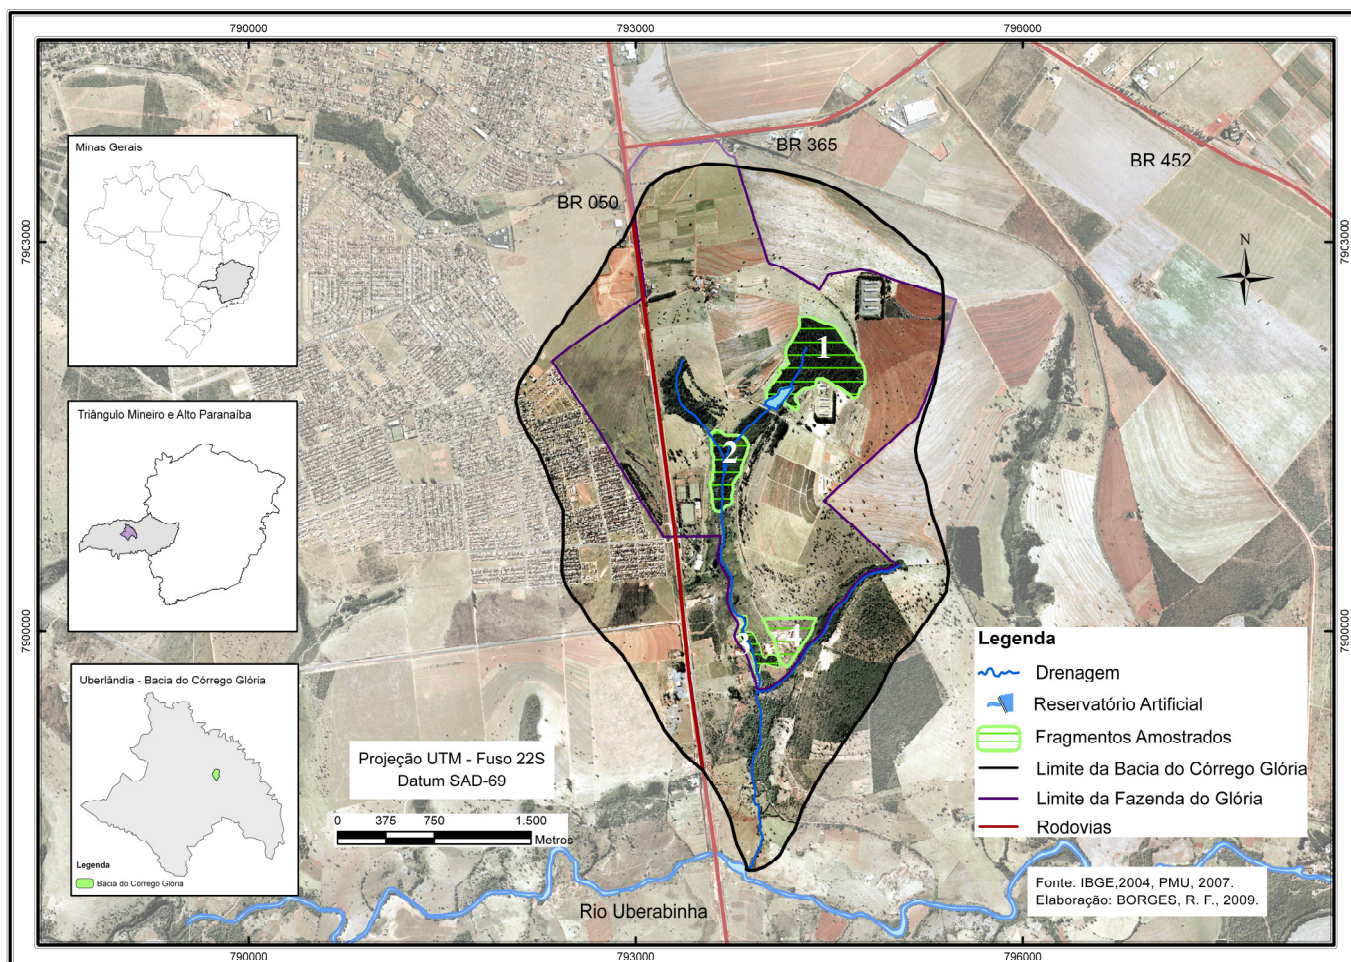 790000
793000
796000
7903000
7903000
7900000
7900000
Minas Gerais
BR 365
BR 452
BR 050
N
1
2
3
4
Triângulo Mineiro e Alto Paranaíba
Uberlândia - Bacia do Córrego Glória
Legenda
Bacia do Córrego Glória
Projeção UTM - Fuso 22S
Datum SAD-69
0 375 750 1.500
Metros
Rio Uberabinha
Legenda
Drenagem
Reservatório Artificial
Fragmentos Amostrados
Limite da Bacia do Córrego Glória
Limite da Fazenda do Glória
Rodovias
Fonte: IBGE,2004, PMU, 2007.
Elaboração: BORGES, R. F., 2009.
790000
793000
796000